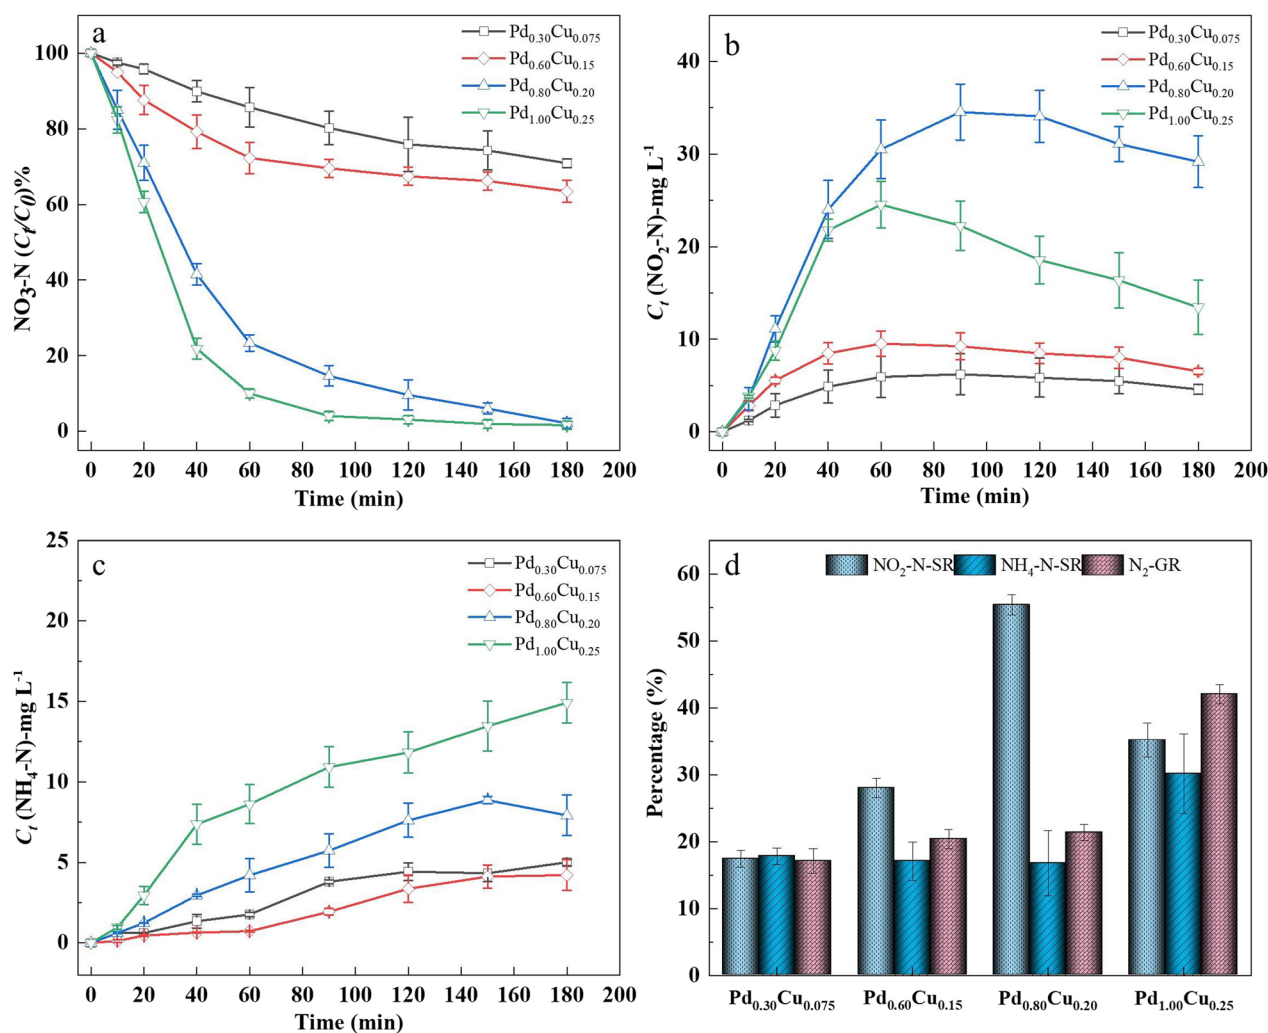 a
Pd0.30Cu0.075
Pd0.60Cu0.15
Pd0.80Cu0.20
Pd1.00Cu0.25
NO3-N (Ct/C0)%
100
80
60
40
20
0
0 20 40 60 80 100 120 140 160 180 200
Time (min)
b
Pd0.30Cu0.075
Pd0.60Cu0.15
Pd0.80Cu0.20
Pd1.00Cu0.25
Ct (NO2-N)-mg L-1
40
30
20
10
0
0 20 40 60 80 100 120 140 160 180 200
Time (min)
c
Pd0.30Cu0.075
Pd0.60Cu0.15
Pd0.80Cu0.20
Pd1.00Cu0.25
Ct (NH4-N)-mg L-1
25
20
15
10
5
0
0 20 40 60 80 100 120 140 160 180 200
Time (min)
d
NO2-N-SR NH4-N-SR N2-GR
Percentage (%)
60
50
40
30
20
10
0
Pd0.30Cu0.075 Pd0.60Cu0.15 Pd0.80Cu0.20 Pd1.00Cu0.25